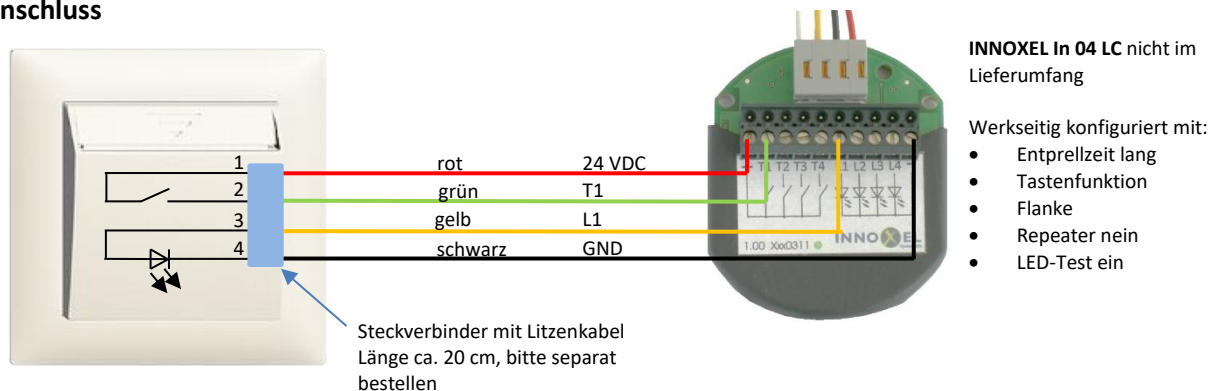 nschluss
INNOXEL In 04 LC nicht im
Lieferumfang
Werkseitig konfiguriert mit:
• Entprellzeit lang
• Tastenfunktion
• Flanke
• Repeater nein
• LED-Test ein
1 rot 24 VDC
2 grün T1
3 gelb L1
4 schwarz GND
+ T1 T2 T3 T4 L1 L2 L3 L4 -
INNOXEL
1.00 Xxx0311
Steckverbinder mit Litzenkabel
Länge ca. 20 cm, bitte separat
bestellen